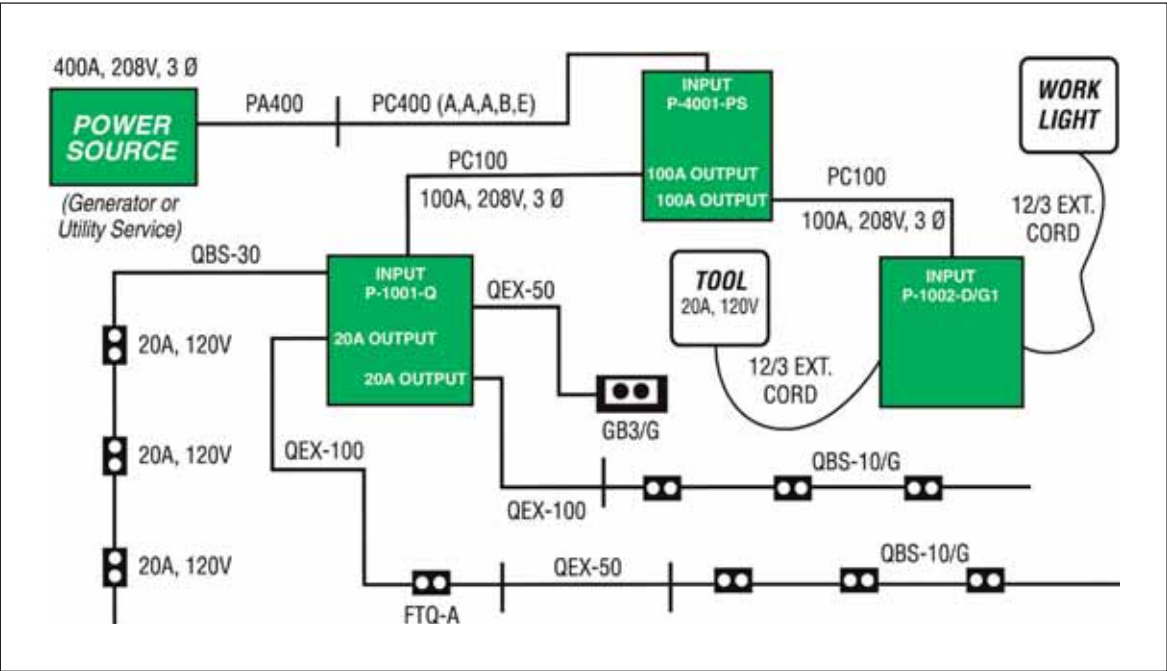 400A, 208V, 3 Ø
POWER
SOURCE
(Generator or
Utility Service)
PA400
PC400 (A,A,A,B,E)
INPUT
P-4001-PS
100A OUTPUT
100A OUTPUT
WORK
LIGHT
PC100
100A, 208V, 3 Ø
PC100
100A, 208V, 3 Ø
12/3 EXT.
CORD
QBS-30
INPUT
P-1001-Q
20A OUTPUT
20A OUTPUT
QEX-50
TOOL
20A, 120V
INPUT
P-1002-D/G1
12/3 EXT.
CORD
20A, 120V
20A, 120V
20A, 120V
GB3/G
QEX-100
QEX-100
QBS-10/G
FTQ-A
QEX-50
QBS-10/G